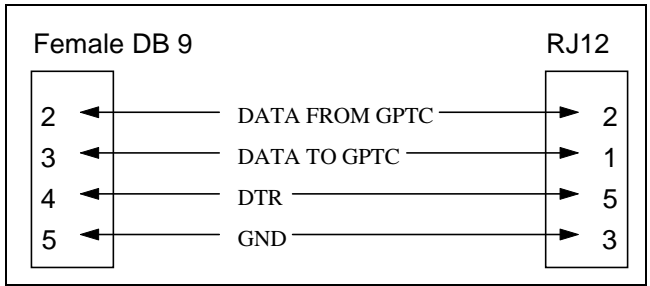 Female DB 9 RJ12
2 DATA FROM GPTC 2
3 DATA TO GPTC 1
4 DTR 5
5 GND 3